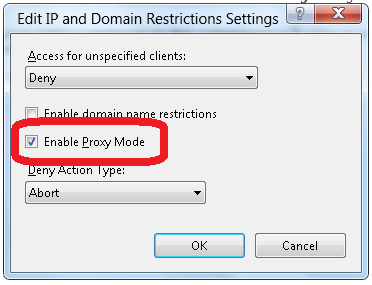 Edit IP and Domain Restrictions Settings
Access for unspecified clients:
Deny
Enable domain name restrictions
Enable Proxy Mode
Deny Action Type:
Abort
OK Cancel